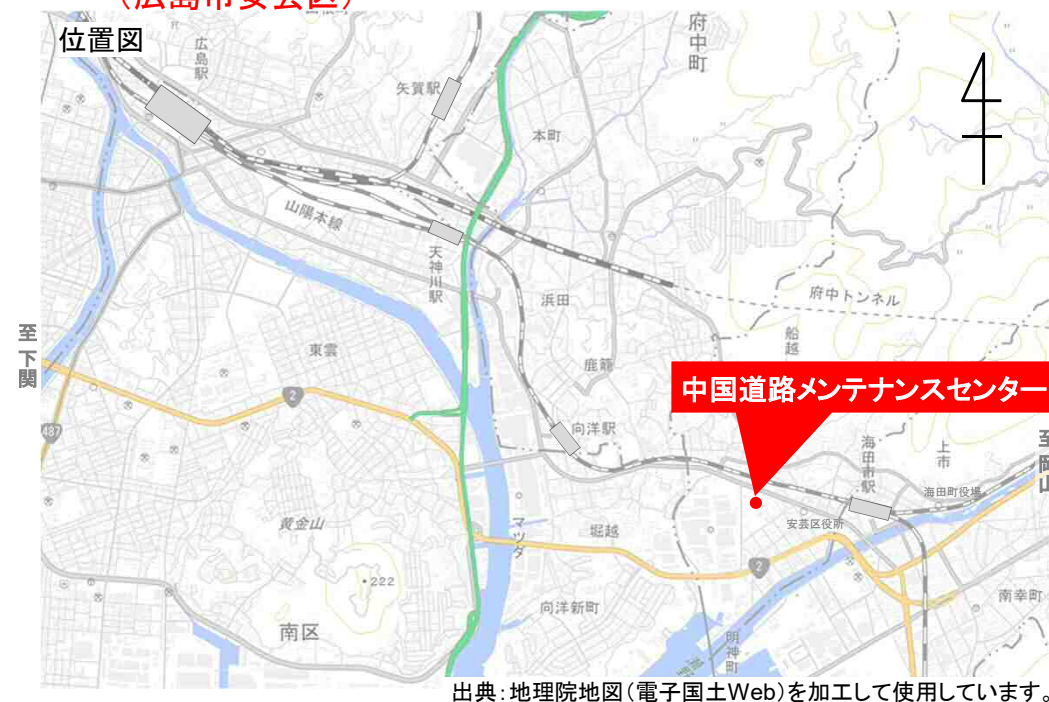 (広島市安芸区)
位置図
広島駅
矢賀駅
府中町
本町
山陽本線
天神川駅
府中トンネル
浜田
船越
至下関
東雲
鹿籠
中国道路メンテナンスセンター
2
487
向洋駅
海田市駅
上市
至岡山
海田町役場
黄金山
マツダ
堀越
安芸区役所
2
・222
向洋新町
南幸町
南区
明神町
出典:地理院地図(電子国土Web)を加工して使用しています。